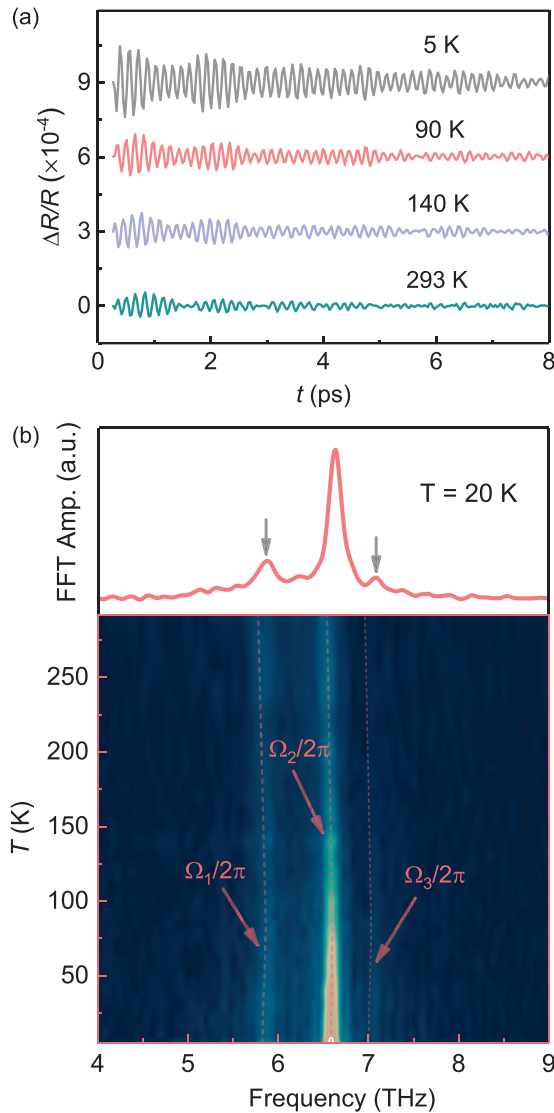 (a)
5 K
90 K
140 K
293 K
ΔR/R (×10⁻⁴)
9
6
3
0
0 2 4 6 8
t (ps)
(b)
FFT Amp. (a.u.)
T = 20 K
T (K)
250
200
150
100
50
Ω₂/2π
Ω₁/2π
Ω₃/2π
4 5 6 7 8 9
Frequency (THz)